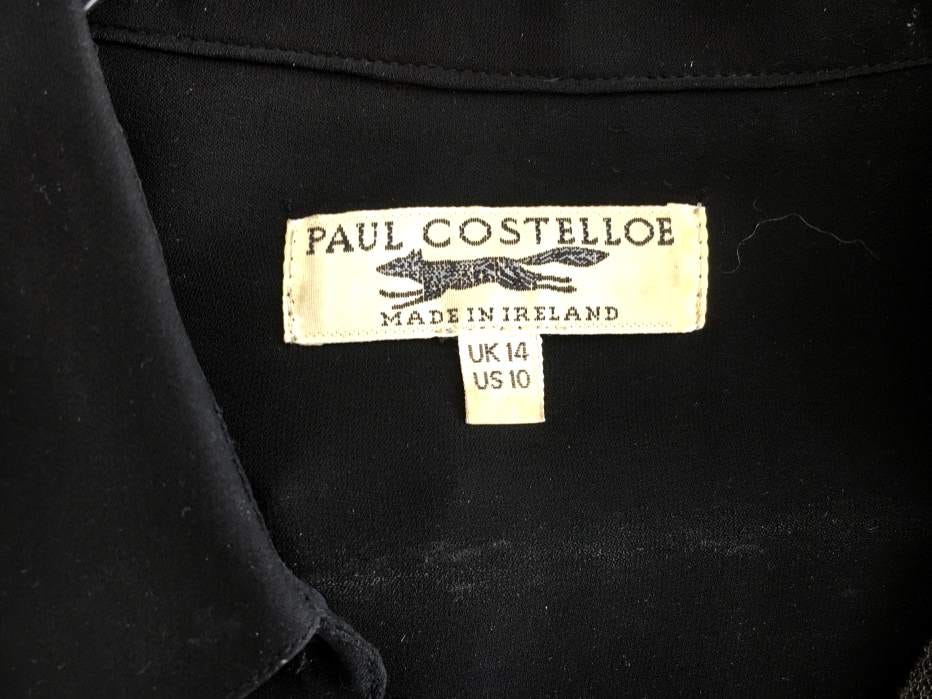 PAUL COSTELLOE
MADE IN IRELAND
UK 14
US 10